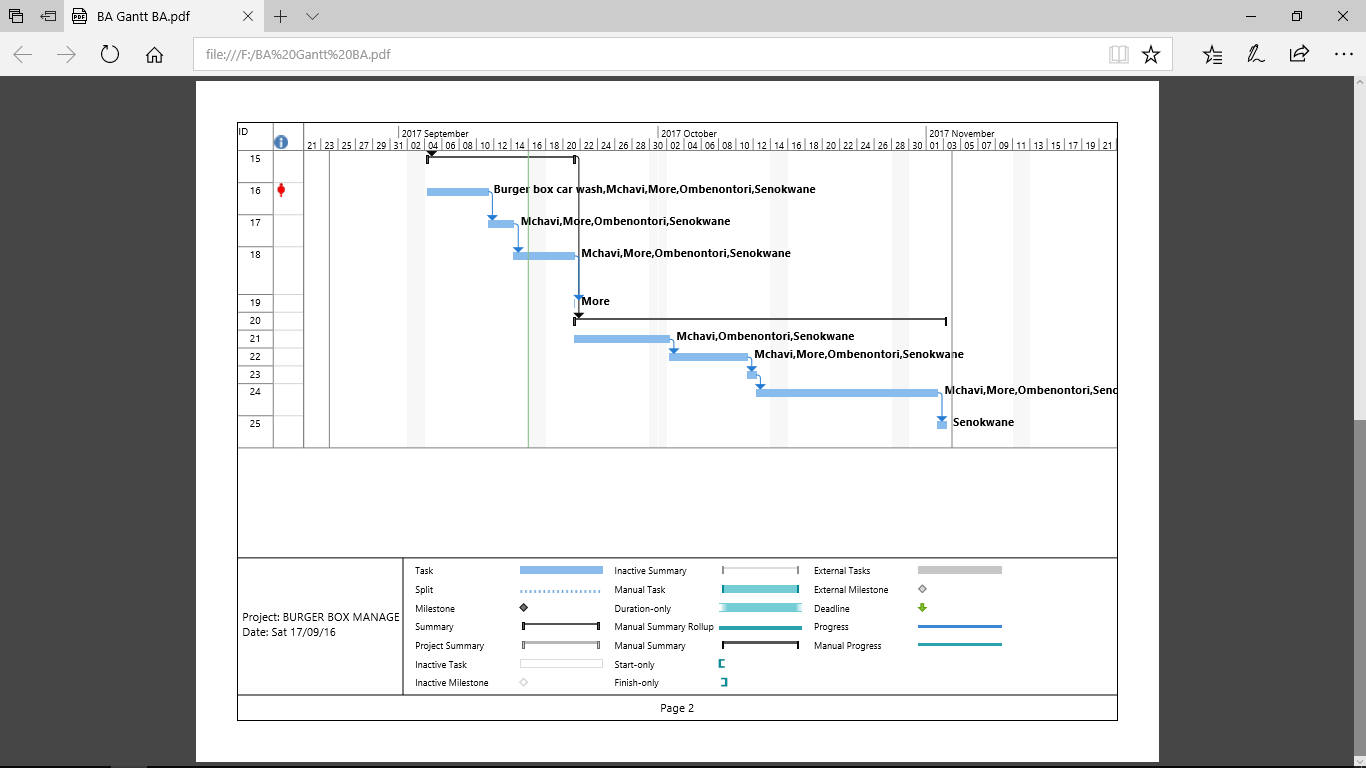 BA Gantt BA.pdf
file:///F:/BA%20Gantt%20BA.pdf
ID
2017 September 2017 October 2017 November
21 23 25 27 29 31 02 04 06 08 10 12 14 16 18 20 22 24 26 28 30 02 04 06 08 10 12 14 16 18 20 22 24 26 28 30 01 03 05 07 09 11 13 15 17 19 21
15
16 Burger box car wash,Mchavi,More,Ombenontori,Senokwane
17 Mchavi,More,Ombenontori,Senokwane
18 Mchavi,More,Ombenontori,Senokwane
19 More
20
21 Mchavi,Ombenontori,Senokwane
22 Mchavi,More,Ombenontori,Senokwane
23
24 Mchavi,More,Ombenontori,Seno
25 Senokwane
Project: BURGER BOX MANAGE
Date: Sat 17/09/16
Task Inactive Summary External Tasks
Split Manual Task External Milestone
Milestone Duration-only Deadline
Summary Manual Summary Rollup Progress
Project Summary Manual Summary Manual Progress
Inactive Task Start-only
Inactive Milestone Finish-only
Page 2